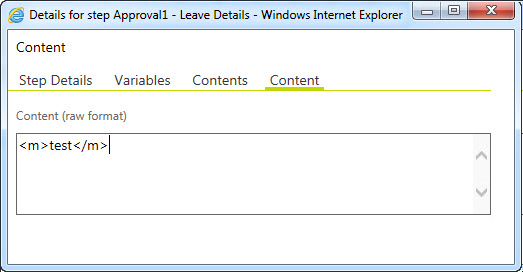 Details for step Approval1 - Leave Details - Windows Internet Explorer
Content
Step Details Variables Contents Content
Content (raw format)
<m>test</m>